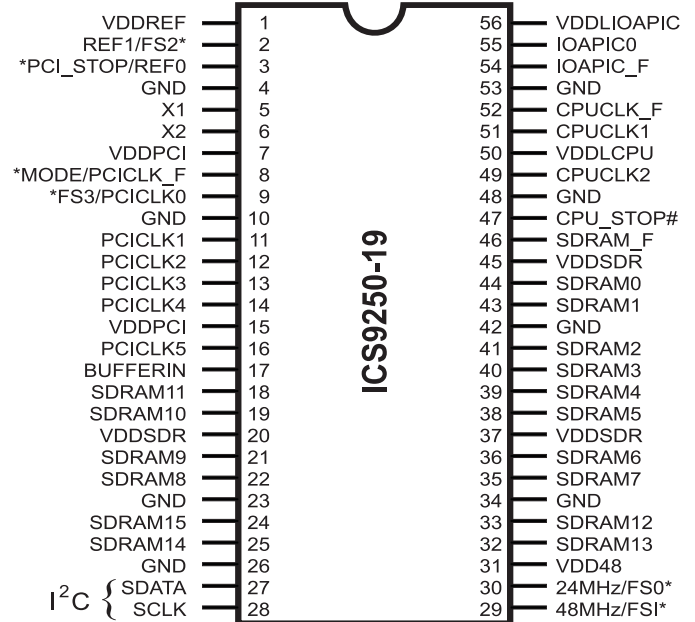 VDDREF 1 56 VDDLIOAPIC
REF1/FS2* 2 55 IOAPIC0
*PCI_STOP/REF0 3 54 IOAPIC_F
GND 4 53 GND
X1 5 52 CPUCLK_F
X2 6 51 CPUCLK1
VDDPCI 7 50 VDDLCPU
*MODE/PCICLK_F 8 49 CPUCLK2
*FS3/PCICLK0 9 48 GND
GND 10 47 CPU_STOP#
PCICLK1 11 46 SDRAM_F
PCICLK2 12 45 VDDSDR
PCICLK3 13 44 SDRAM0
PCICLK4 14 43 SDRAM1
VDDPCI 15 42 GND
PCICLK5 16 41 SDRAM2
BUFFERIN 17 40 SDRAM3
SDRAM11 18 39 SDRAM4
SDRAM10 19 38 SDRAM5
VDDSDR 20 37 VDDSDR
SDRAM9 21 36 SDRAM6
SDRAM8 22 35 SDRAM7
GND 23 34 GND
SDRAM15 24 33 SDRAM12
SDRAM14 25 32 SDRAM13
GND 26 31 VDD48
SDATA 27 30 24MHz/FS0*
I²C {
SCLK 28 29 48MHz/FSI*
ICS9250-19